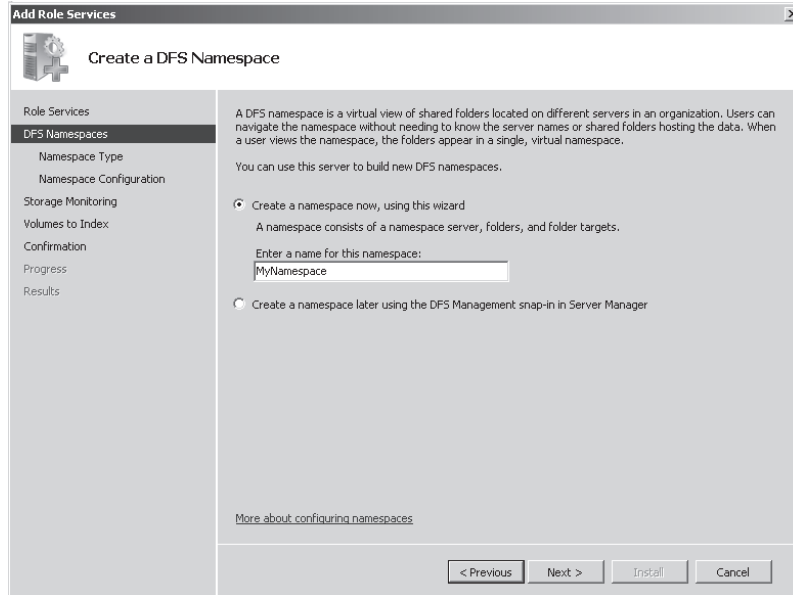 Add Role Services
Create a DFS Namespace
Role Services
DFS Namespaces
Namespace Type
Namespace Configuration
Storage Monitoring
Volumes to Index
Confirmation
Progress
Results
A DFS namespace is a virtual view of shared folders located on different servers in an organization. Users can
navigate the namespace without needing to know the server names or shared folders hosting the data. When
a user views the namespace, the folders appear in a single, virtual namespace.
You can use this server to build new DFS namespaces.
Create a namespace now, using this wizard
A namespace consists of a namespace server, folders, and folder targets.
Enter a name for this namespace:
MyNamespace
Create a namespace later using the DFS Management snap-in in Server Manager
More about configuring namespaces
< Previous Next > Install Cancel